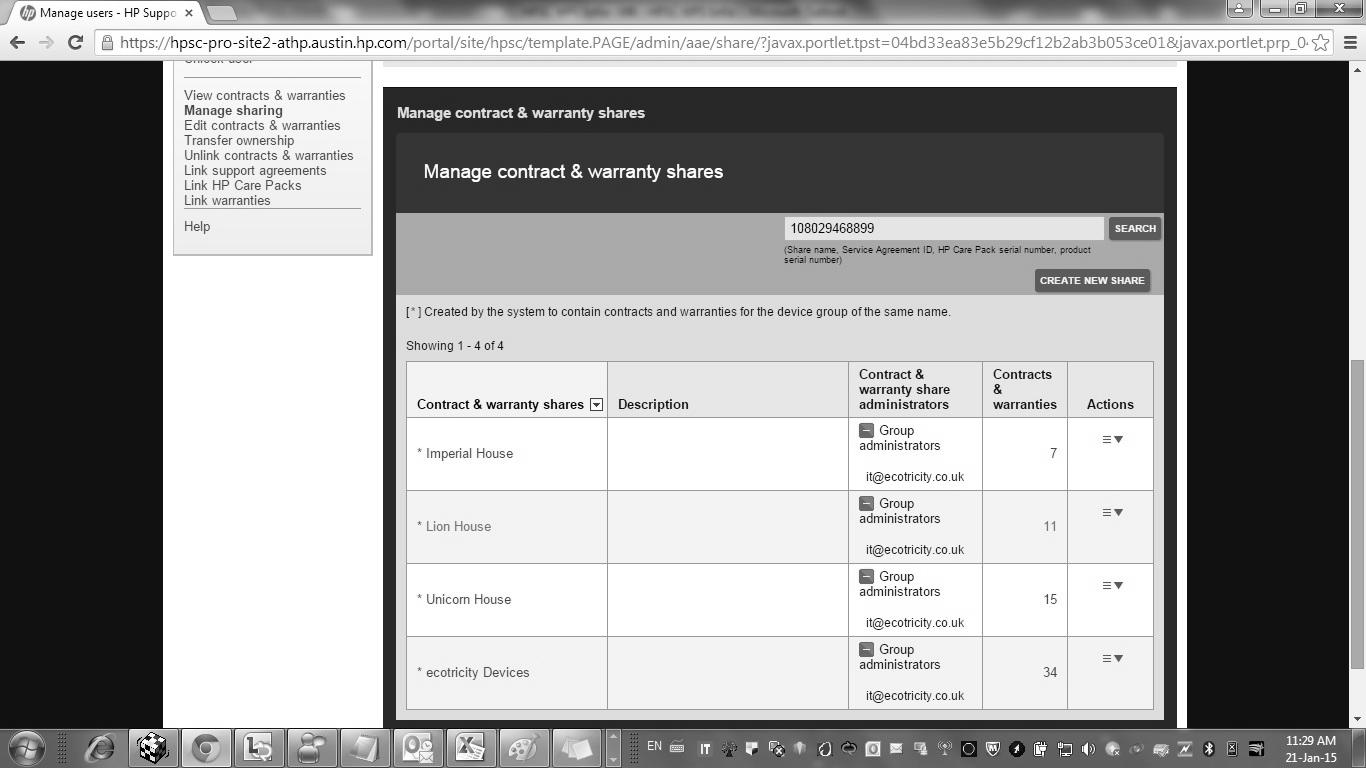 Manage users - HP Suppo
https://hpsc-pro-site2-athp.austin.hp.com/portal/site/hpsc/template.PAGE/admin/aae/share/?javax.portlet.tpst=04bd33ea83e5b29cf12b2ab3b053ce01&javax.portlet.prp_0
Unlock user
View contracts & warranties
Manage sharing
Edit contracts & warranties
Transfer ownership
Unlink contracts & warranties
Link support agreements
Link HP Care Packs
Link warranties
Help
Manage contract & warranty shares
Manage contract & warranty shares
108029468899
SEARCH
(Share name, Service Agreement ID, HP Care Pack serial number, product
serial number)
CREATE NEW SHARE
[ * ] Created by the system to contain contracts and warranties for the device group of the same name.
Showing 1 - 4 of 4
Contract & warranty shares
Description
Contract &
warranty share
administrators
Contracts
&
warranties
Actions
* Imperial House
Group
administrators
it@ecotricity.co.uk
7
* Lion House
Group
administrators
it@ecotricity.co.uk
11
* Unicorn House
Group
administrators
it@ecotricity.co.uk
15
* ecotricity Devices
Group
administrators
it@ecotricity.co.uk
34
EN
IT
11:29 AM
21-Jan-15